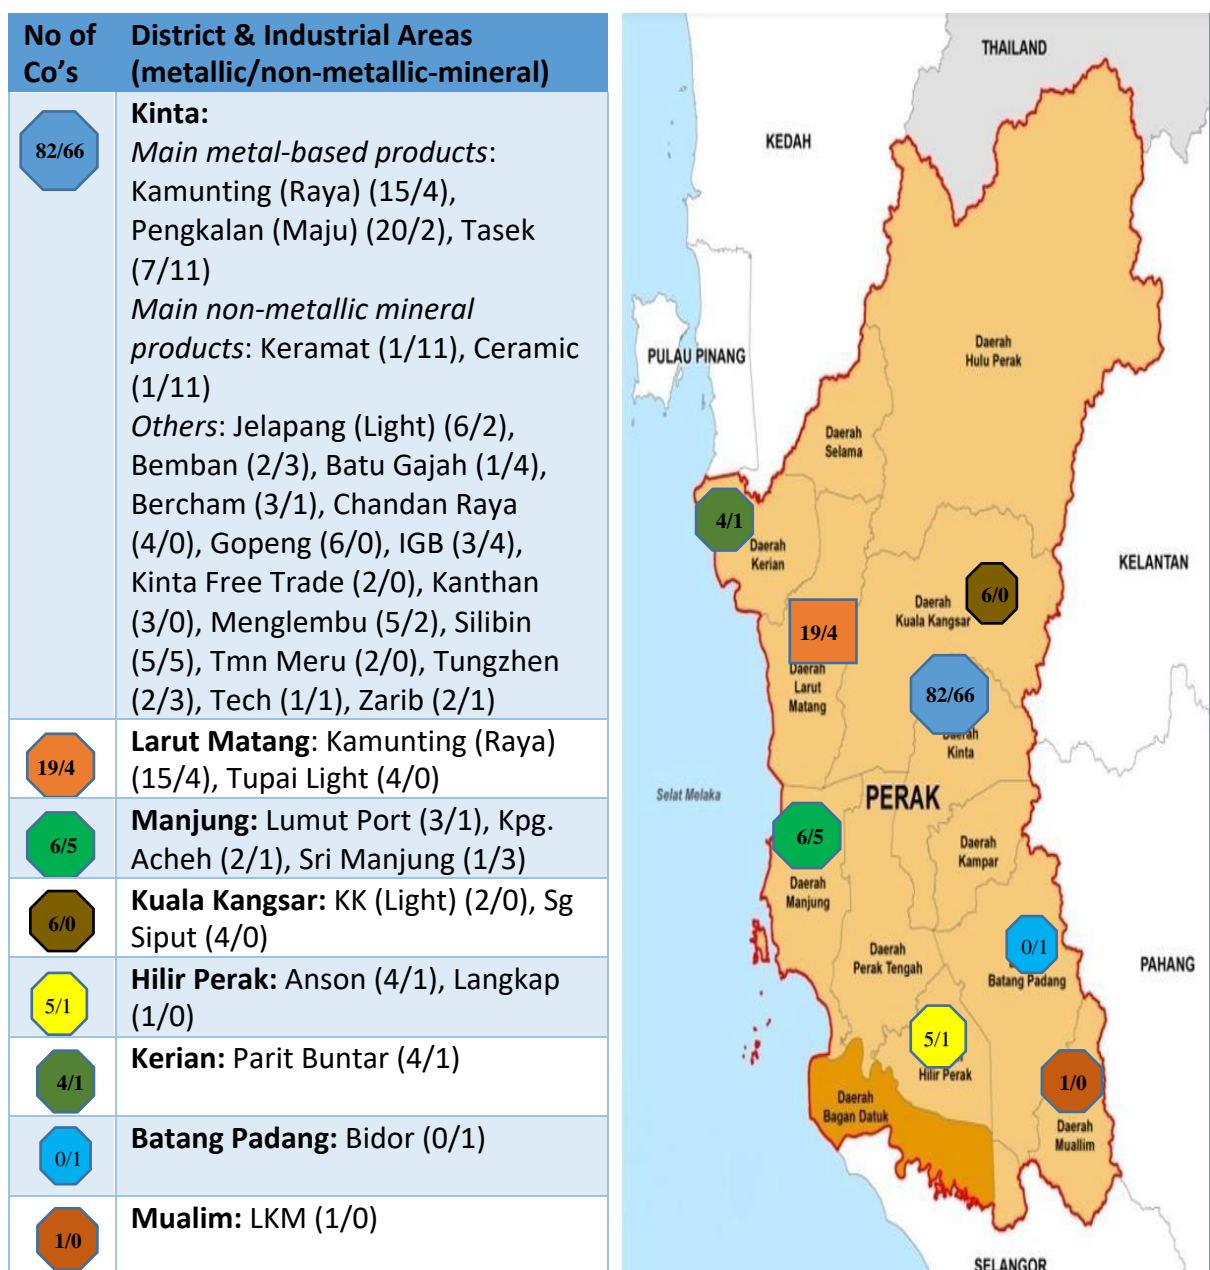 No of Co's
District & Industrial Areas
(metallic/non-metallic-mineral)
82/66
Kinta:
Main metal-based products:
Kamunting (Raya) (15/4),
Pengkalan (Maju) (20/2), Tasek
(7/11)
Main non-metallic mineral
products: Keramat (1/11), Ceramic
(1/11)
Others: Jelapang (Light) (6/2),
Bemban (2/3), Batu Gajah (1/4),
Bercham (3/1), Chandan Raya
(4/0), Gopeng (6/0), IGB (3/4),
Kinta Free Trade (2/0), Kanthan
(3/0), Menglembu (5/2), Silibin
(5/5), Tmn Meru (2/0), Tungzhen
(2/3), Tech (1/1), Zarib (2/1)
19/4
Larut Matang: Kamunting (Raya)
(15/4), Tupai Light (4/0)
6/5
Manjung: Lumut Port (3/1), Kpg.
Acheh (2/1), Sri Manjung (1/3)
6/0
Kuala Kangsar: KK (Light) (2/0), Sg
Siput (4/0)
5/1
Hilir Perak: Anson (4/1), Langkap
(1/0)
4/1
Kerian: Parit Buntar (4/1)
0/1
Batang Padang: Bidor (0/1)
1/0
Mualim: LKM (1/0)
THAILAND
KEDAH
PULAU PINANG
Daerah
Hulu Perak
Daerah
Selama
4/1
Daerah
Kerian
KELANTAN
6/0
Daerah
Kuala Kangsar
19/4
Daerah
Larut
Matang
82/66
Daerah
Kinta
Selat Melaka
PERAK
6/5
Daerah
Manjung
Daerah
Kampar
0/1
Batang Padang
PAHANG
Daerah
Perak Tengah
5/1
Hilir Perak
1/0
Daerah
Muallim
Daerah
Bagan Datuk
SELANGOR